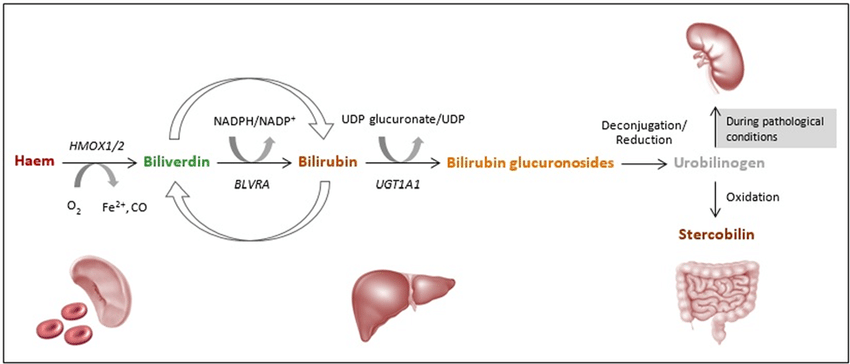 HMOX1/2
Haem
Biliverdin
O₂
Fe²⁺, CO
NADPH/NADP⁺
BLVRA
Bilirubin
UDP glucuronate/UDP
UGT1A1
Bilirubin glucuronosides
Deconjugation/
Reduction
Urobilinogen
During pathological
conditions
Oxidation
Stercobilin